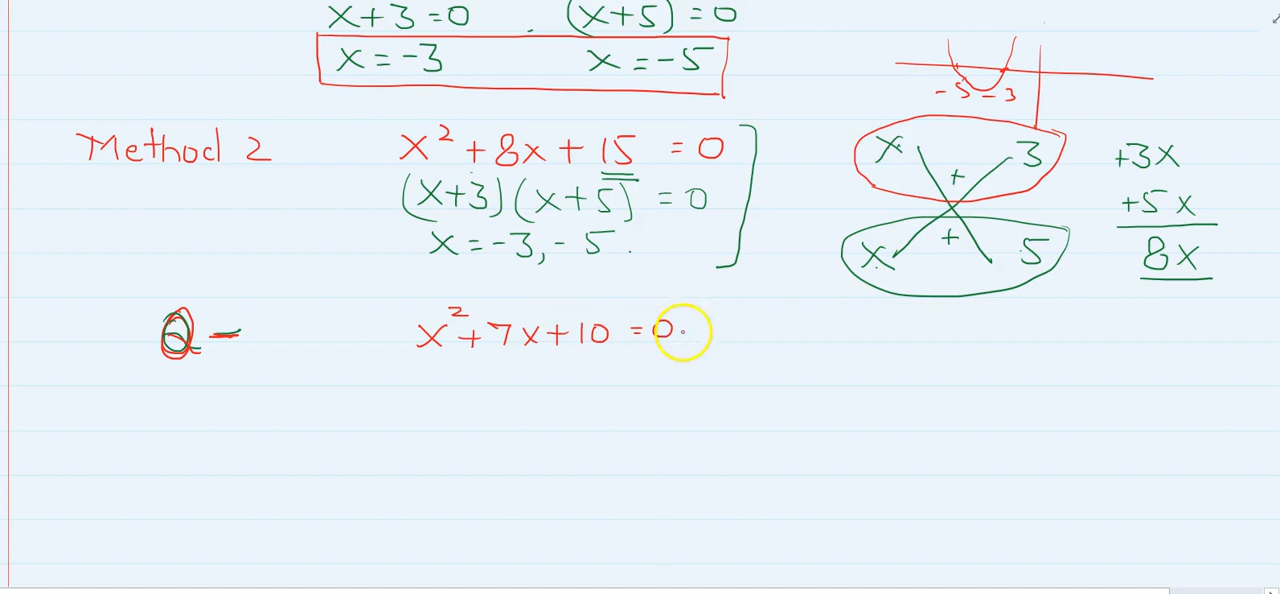 x+3=0 , (x+5)=0
x=-3 x=-5
-5 -3
Method 2 x²+8x+15=0
(x+3)(x+5)=0
x=-3,-5.
x 3 +3x
+
+5x
+
x 5 8x
Q- x²+7x+10=0.